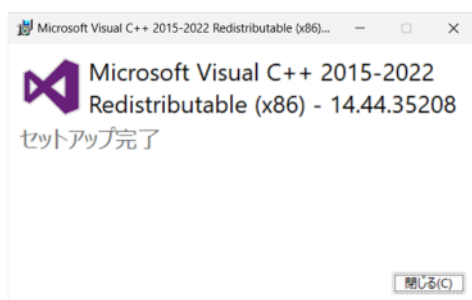 Microsoft Visual C++ 2015-2022 Redistributable (x86)...
Microsoft Visual C++ 2015-2022
Redistributable (x86) - 14.44.35208
セットアップ完了
閉じる(C)